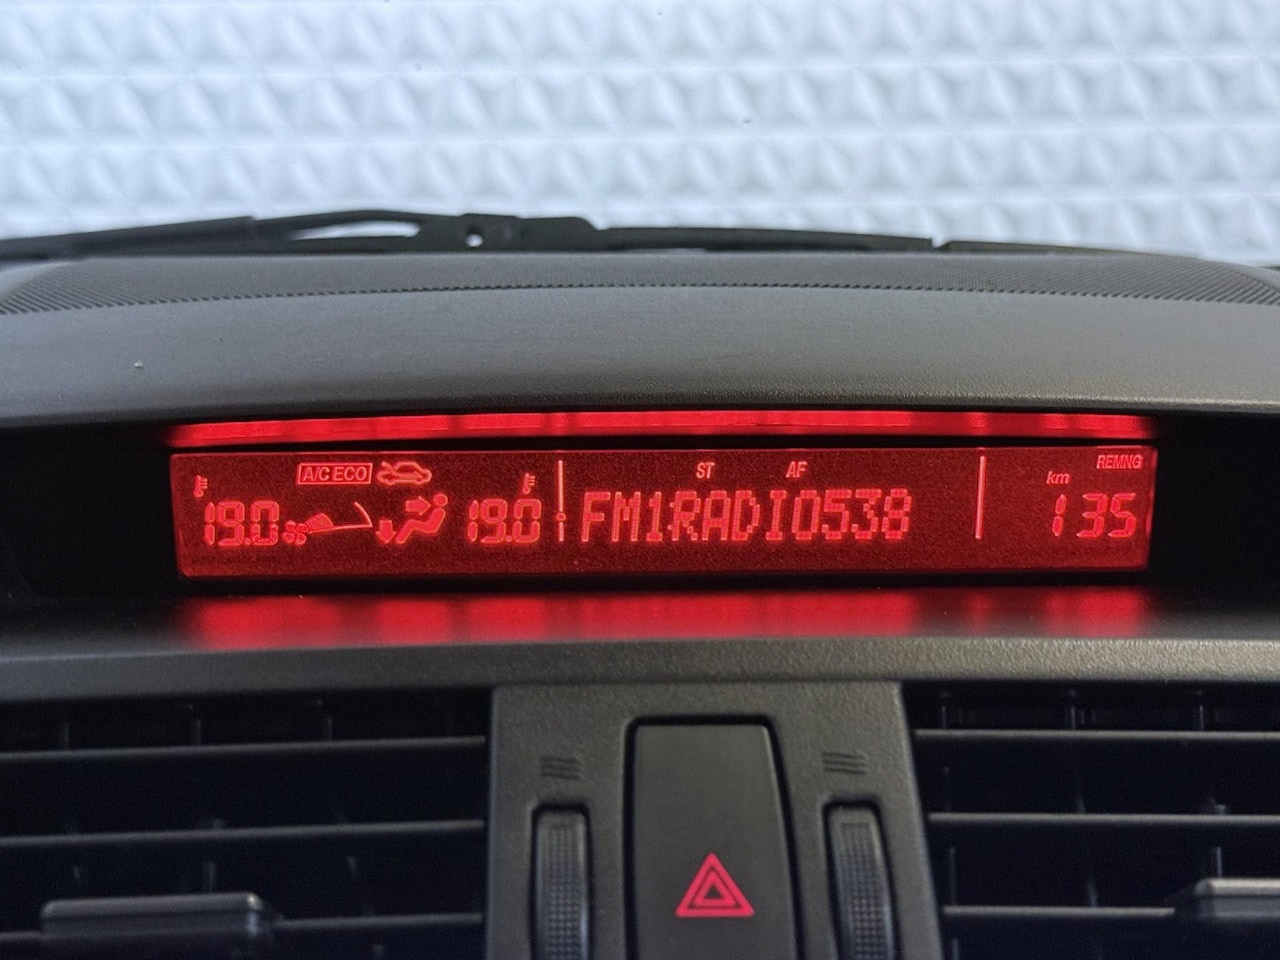 A/C ECO ST AF REMNG
km
19.0 19.0 FM1RADIO538 135